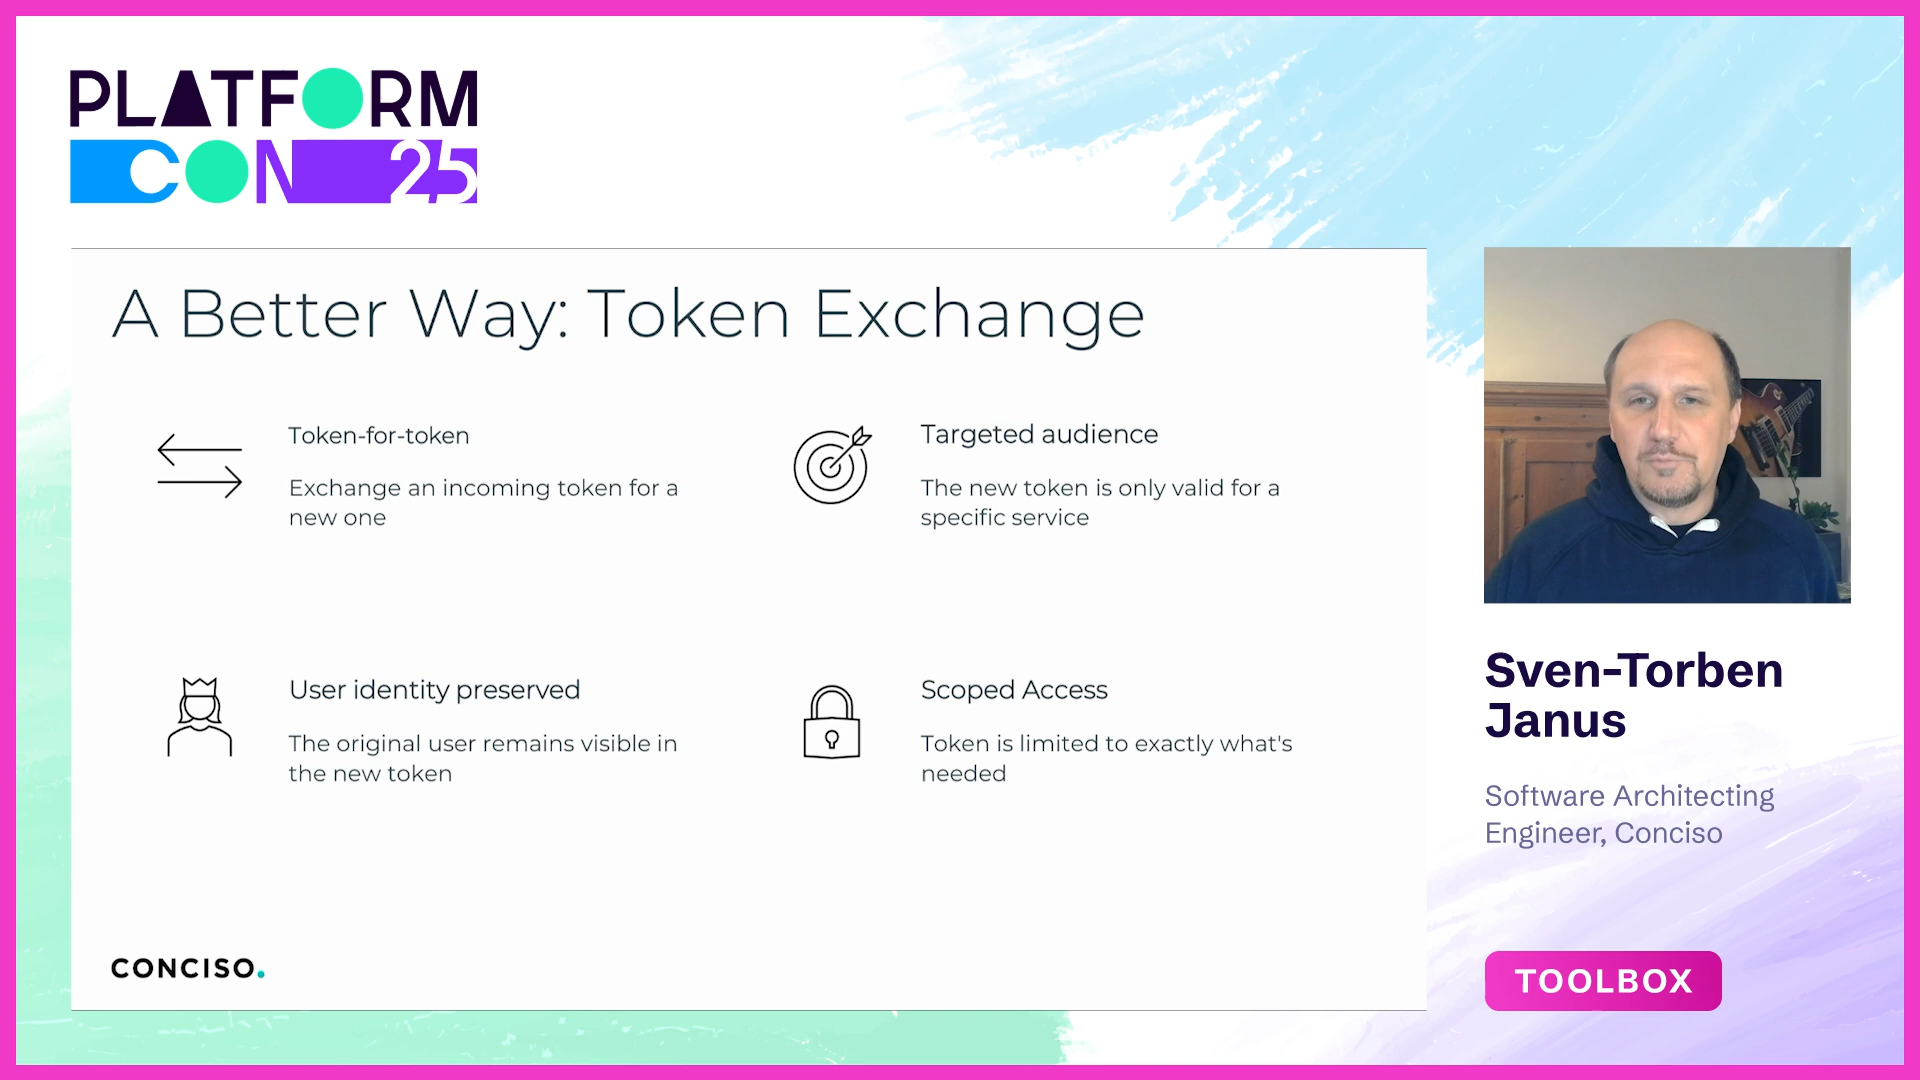 PLATFORM
CON 25
A Better Way: Token Exchange
Token-for-token
Exchange an incoming token for a
new one
Targeted audience
The new token is only valid for a
specific service
User identity preserved
The original user remains visible in
the new token
Scoped Access
Token is limited to exactly what's
needed
CONCISO.
Sven-Torben
Janus
Software Architecting
Engineer, Conciso
TOOLBOX